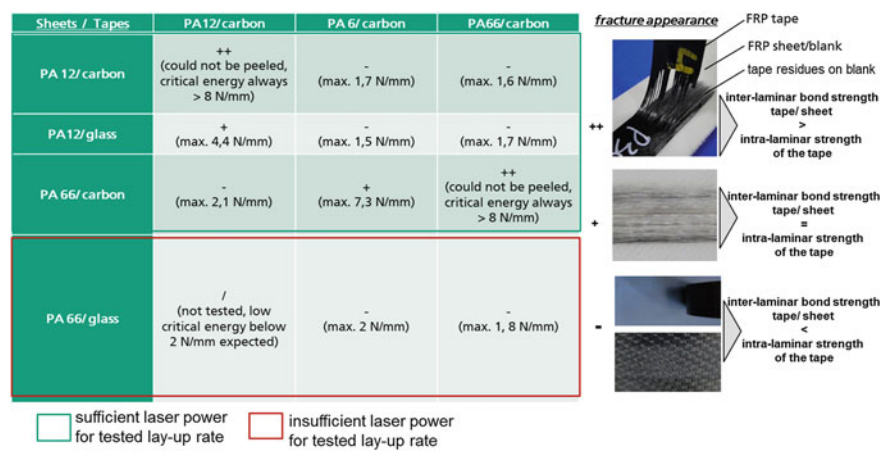 Sheets / Tapes PA12/carbon PA 6/carbon PA66/carbon
PA 12/carbon
++
(could not be peeled,
critical energy always
> 8 N/mm)
-
(max. 1,7 N/mm)
-
(max. 1,6 N/mm)
PA12/glass
+
(max. 4,4 N/mm)
-
(max. 1,5 N/mm)
-
(max. 1,7 N/mm)
PA 66/carbon
-
(max. 2,1 N/mm)
+
(max. 7,3 N/mm)
++
(could not be peeled,
critical energy always
> 8 N/mm)
PA 66/glass
/
(not tested, low
critical energy below
2 N/mm expected)
-
(max. 2 N/mm)
-
(max. 1, 8 N/mm)
sufficient laser power
for tested lay-up rate
insufficient laser power
for tested lay-up rate
fracture appearance
FRP tape
FRP sheet/blank
tape residues on blank
++
inter-laminar bond strength
tape/ sheet
>
intra-laminar strength
of the tape
+
inter-laminar bond strength
tape/ sheet
=
intra-laminar strength
of the tape
-
inter-laminar bond strength
tape/ sheet
<
intra-laminar strength
of the tape